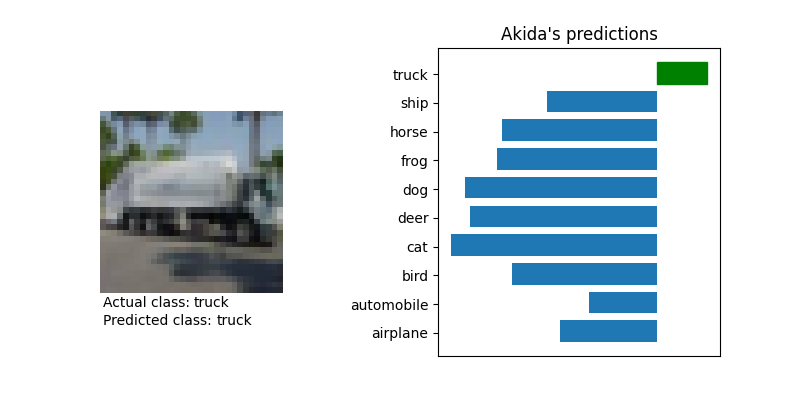 Akida's predictions
truck
ship
horse
frog
dog
deer
cat
bird
automobile
airplane
Actual class: truck
Predicted class: truck